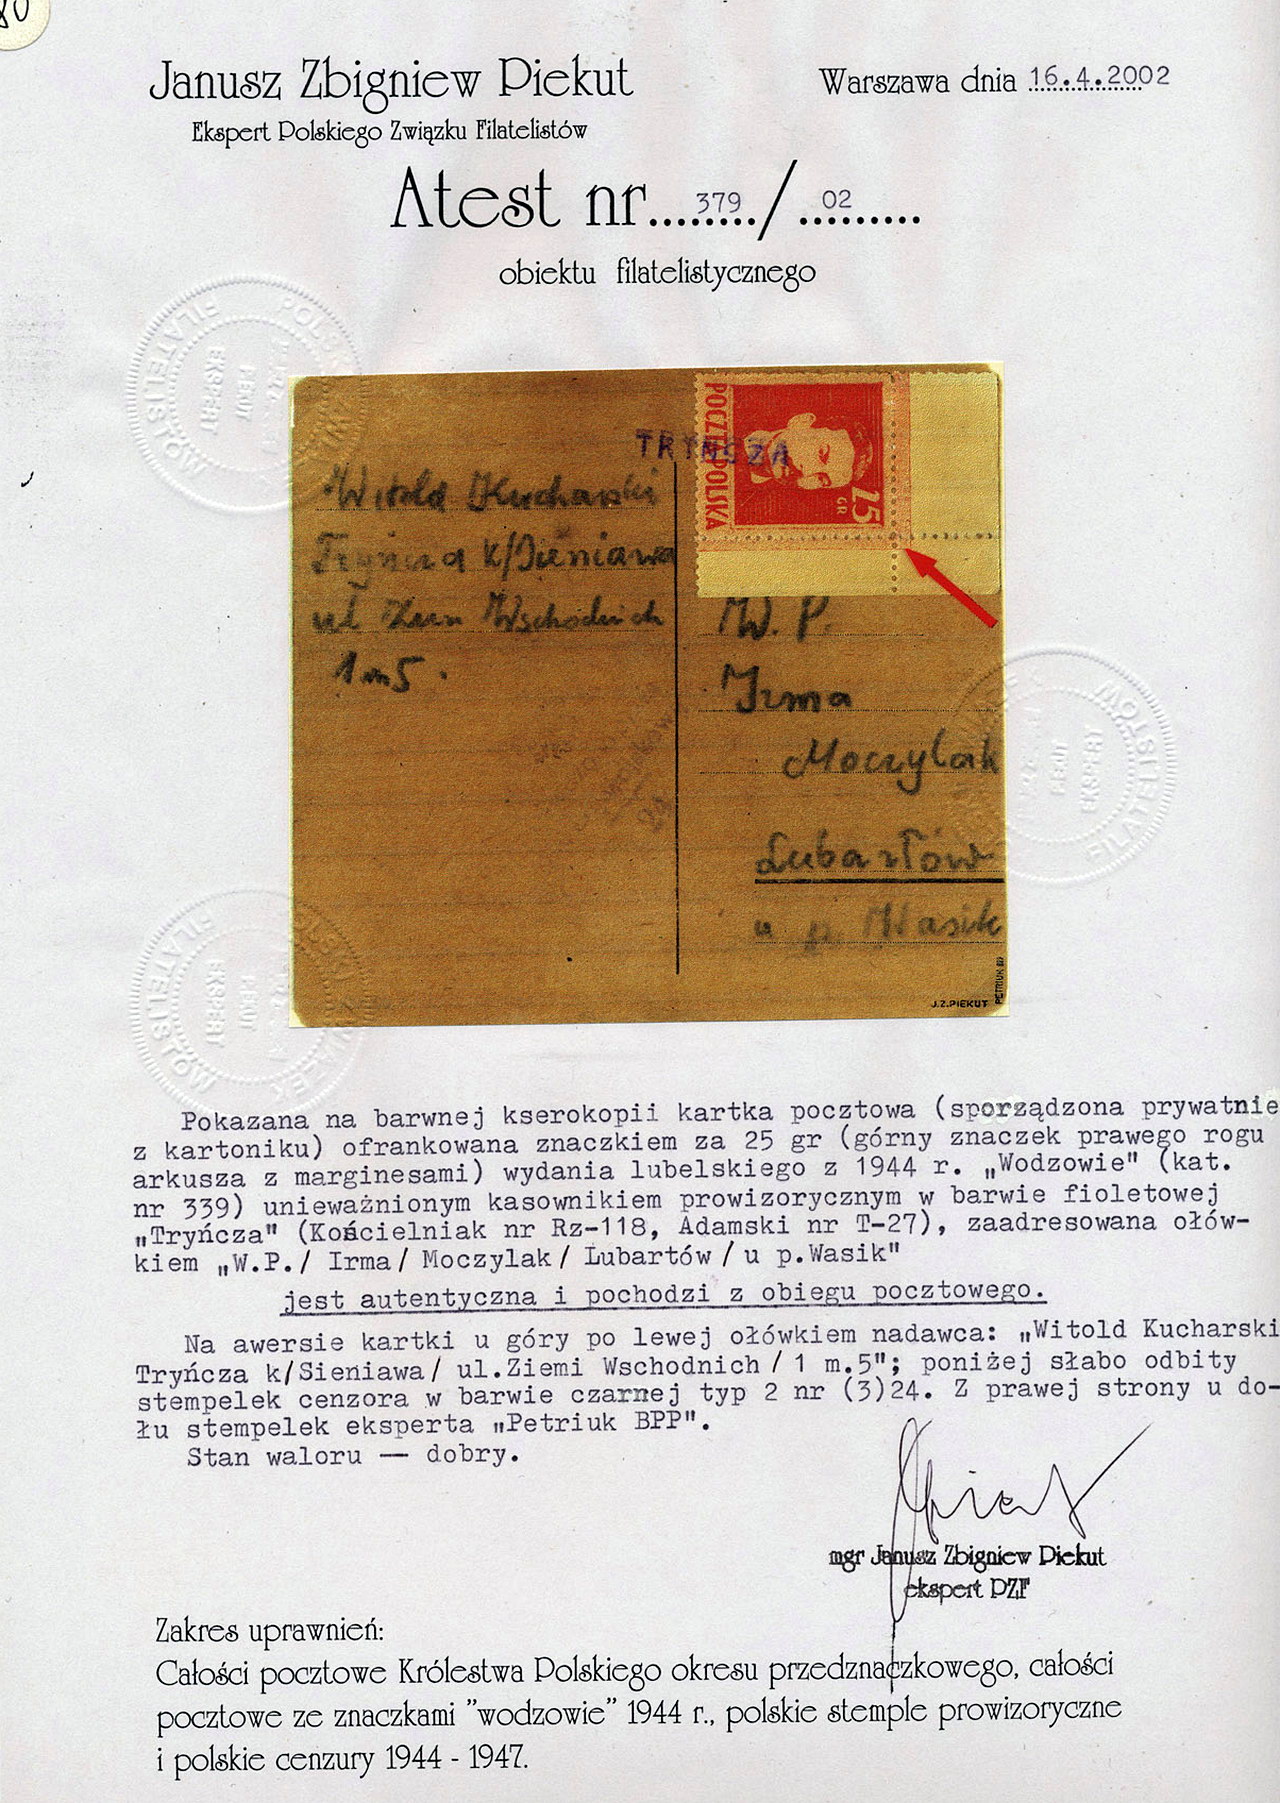 80
Janusz Zbigniew Piekut
Ekspert Polskiego Związku Filatelistów
Warszawa dnia 16.4.2002
Atest nr 379 / 02
obiektu filatelistycznego
POCZTA POLSKA
15 GR
TRYŃCZA
Witold Kucharski
Tryńcza k/Sieniawa
ul Ziem Wschodnich
1 m 5.
W. P.
Irma
Moczylak
Lubartów
u p. Wasik
J.Z.PIEKUT
PETRIUK BPP
Pokazana na barwnej kserokopii kartka pocztowa (sporządzona prywatnie
z kartoniku) ofrankowana znaczkiem za 25 gr (górny znaczek prawego rogu
arkusza z marginesami) wydania lubelskiego z 1944 r. „Wodzowie" (kat.
nr 339) unieważnionym kasownikiem prowizorycznym w barwie fioletowej
„Tryńcza" (Kościelniak nr Rz-118, Adamski nr T-27), zaadresowana ołów-
kiem „W.P./ Irma/ Moczylak/ Lubartów/ u p.Wasik"
jest autentyczna i pochodzi z obiegu pocztowego.
Na awersie kartki u góry po lewej ołówkiem nadawca: „Witold Kucharski
Tryńcza k/Sieniawa/ ul.Ziemi Wschodnich/ 1 m.5"; poniżej słabo odbity
stempelek cenzora w barwie czarnej typ 2 nr (3)24. Z prawej strony u do-
łu stempelek eksperta „Petriuk BPP".
Stan waloru — dobry.
mgr Janusz Zbigniew Piekut
ekspert PZF
Zakres uprawnień:
Całości pocztowe Królestwa Polskiego okresu przedznaczkowego, całości
pocztowe ze znaczkami "wodzowie" 1944 r., polskie stemple prowizoryczne
i polskie cenzury 1944 - 1947.